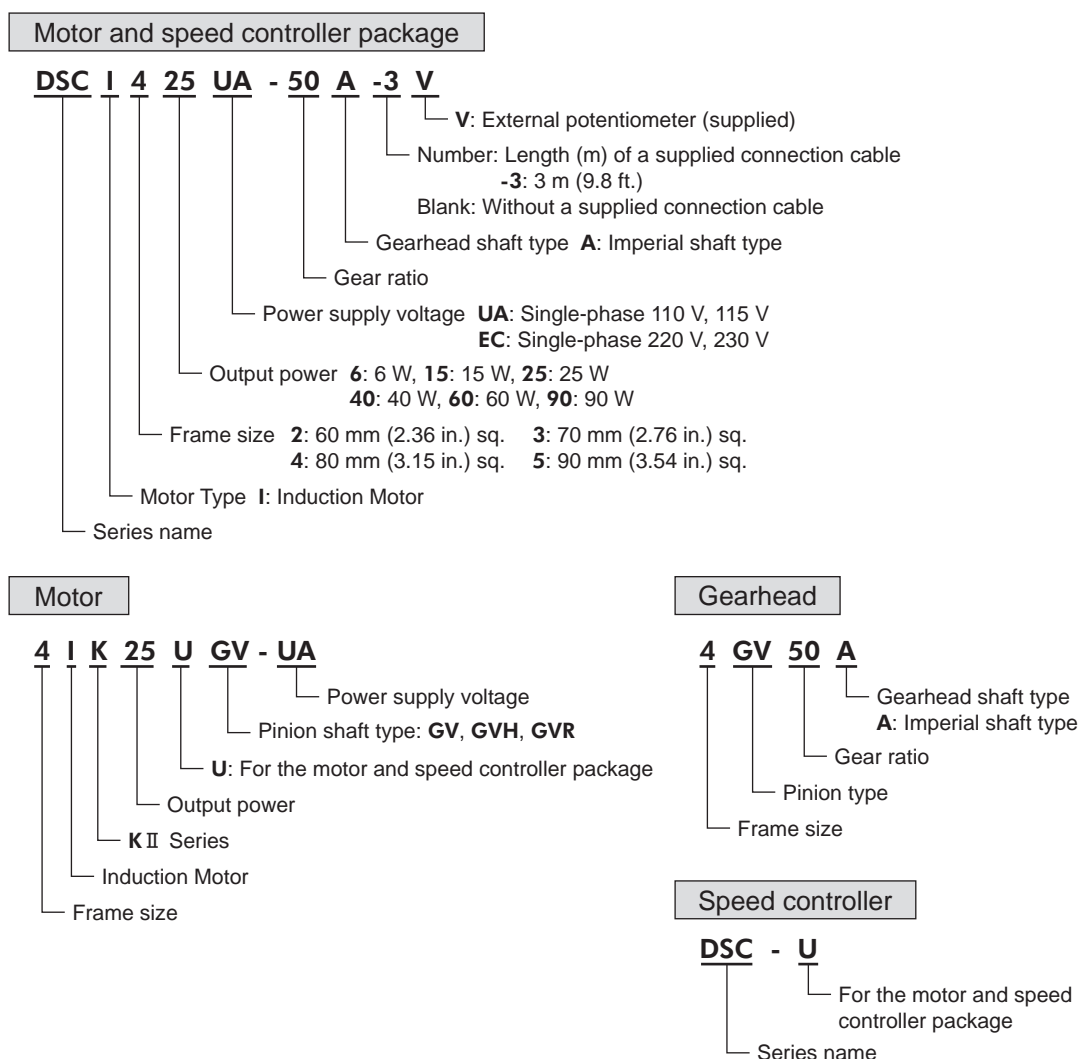 Motor and speed controller package
DSC I 4 25 UA - 50 A -3 V
V: External potentiometer (supplied)
Number: Length (m) of a supplied connection cable
-3: 3 m (9.8 ft.)
Blank: Without a supplied connection cable
Gearhead shaft type A: Imperial shaft type
Gear ratio
Power supply voltage UA: Single-phase 110 V, 115 V
EC: Single-phase 220 V, 230 V
Output power 6: 6 W, 15: 15 W, 25: 25 W
40: 40 W, 60: 60 W, 90: 90 W
Frame size 2: 60 mm (2.36 in.) sq. 3: 70 mm (2.76 in.) sq.
4: 80 mm (3.15 in.) sq. 5: 90 mm (3.54 in.) sq.
Motor Type I: Induction Motor
Series name
Motor
4 I K 25 U GV - UA
Power supply voltage
Pinion shaft type: GV, GVH, GVR
U: For the motor and speed controller package
Output power
KⅡ Series
Induction Motor
Frame size
Gearhead
4 GV 50 A
Gearhead shaft type
A: Imperial shaft type
Gear ratio
Pinion type
Frame size
Speed controller
DSC - U
For the motor and speed
controller package
Series name